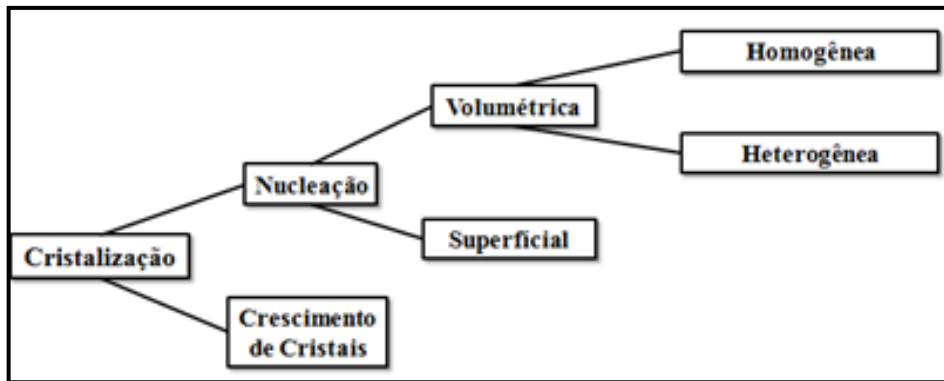 Homogênea
Volumétrica
Heterogênea
Nucleação
Superficial
Cristalização
Crescimento
de Cristais